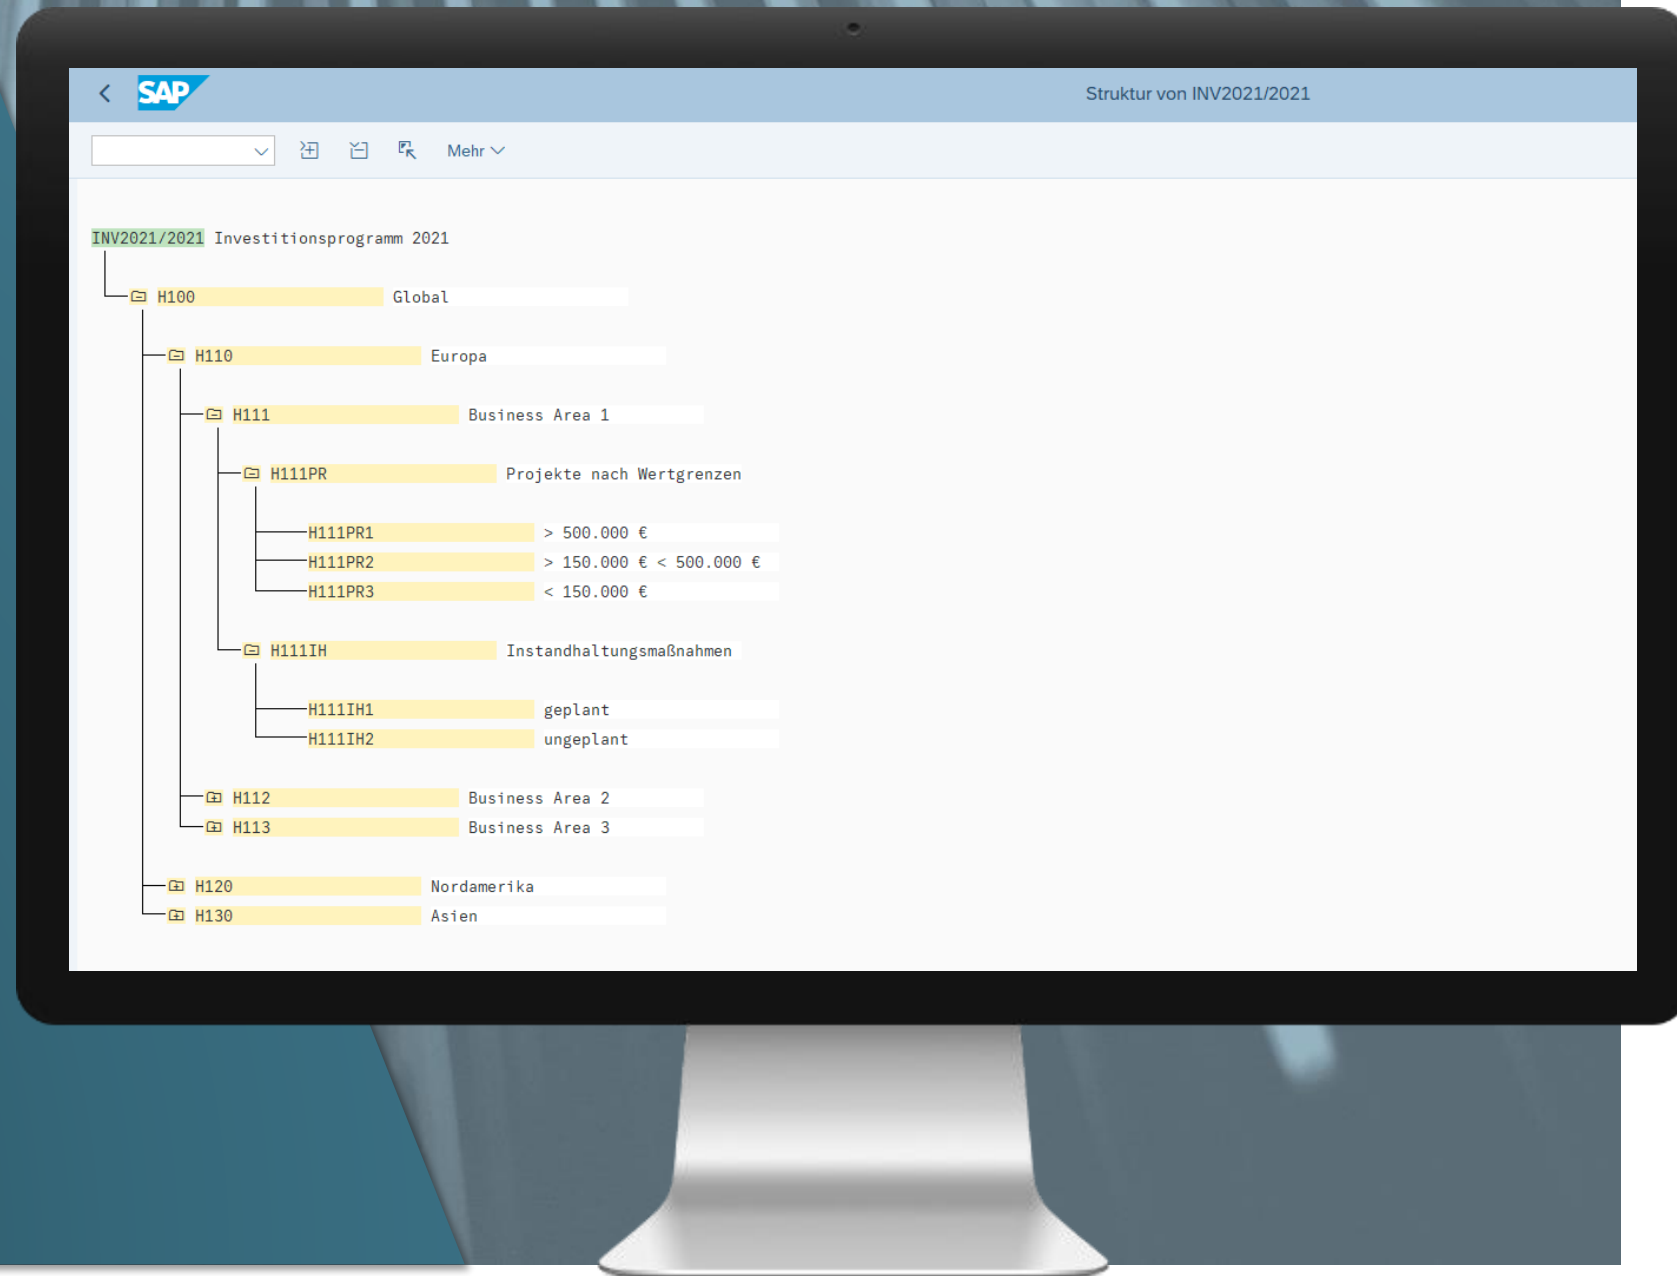 SAP
Struktur von INV2021/2021
Mehr
INV2021/2021 Investitionsprogramm 2021
H100 Global
H110 Europa
H111 Business Area 1
H111PR Projekte nach Wertgrenzen
H111PR1 > 500.000 €
H111PR2 > 150.000 € < 500.000 €
H111PR3 < 150.000 €
H111IH Instandhaltungsmaßnahmen
H111IH1 geplant
H111IH2 ungeplant
H112 Business Area 2
H113 Business Area 3
H120 Nordamerika
H130 Asien